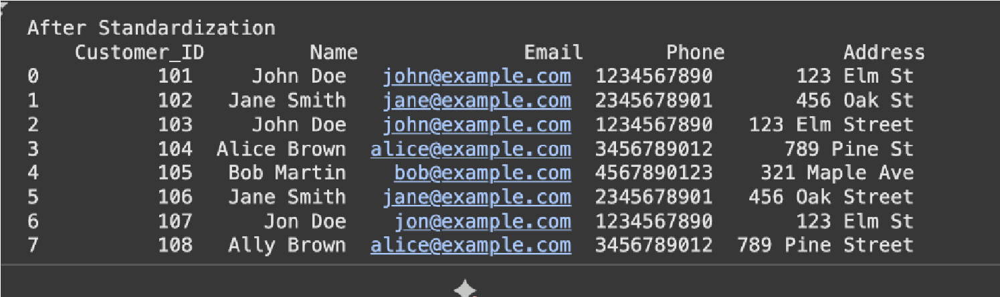 After Standardization
Customer_ID Name Email Phone Address
0 101 John Doe john@example.com 1234567890 123 Elm St
1 102 Jane Smith jane@example.com 2345678901 456 Oak St
2 103 John Doe john@example.com 1234567890 123 Elm Street
3 104 Alice Brown alice@example.com 3456789012 789 Pine St
4 105 Bob Martin bob@example.com 4567890123 321 Maple Ave
5 106 Jane Smith jane@example.com 2345678901 456 Oak Street
6 107 Jon Doe jon@example.com 1234567890 123 Elm St
7 108 Ally Brown alice@example.com 3456789012 789 Pine Street